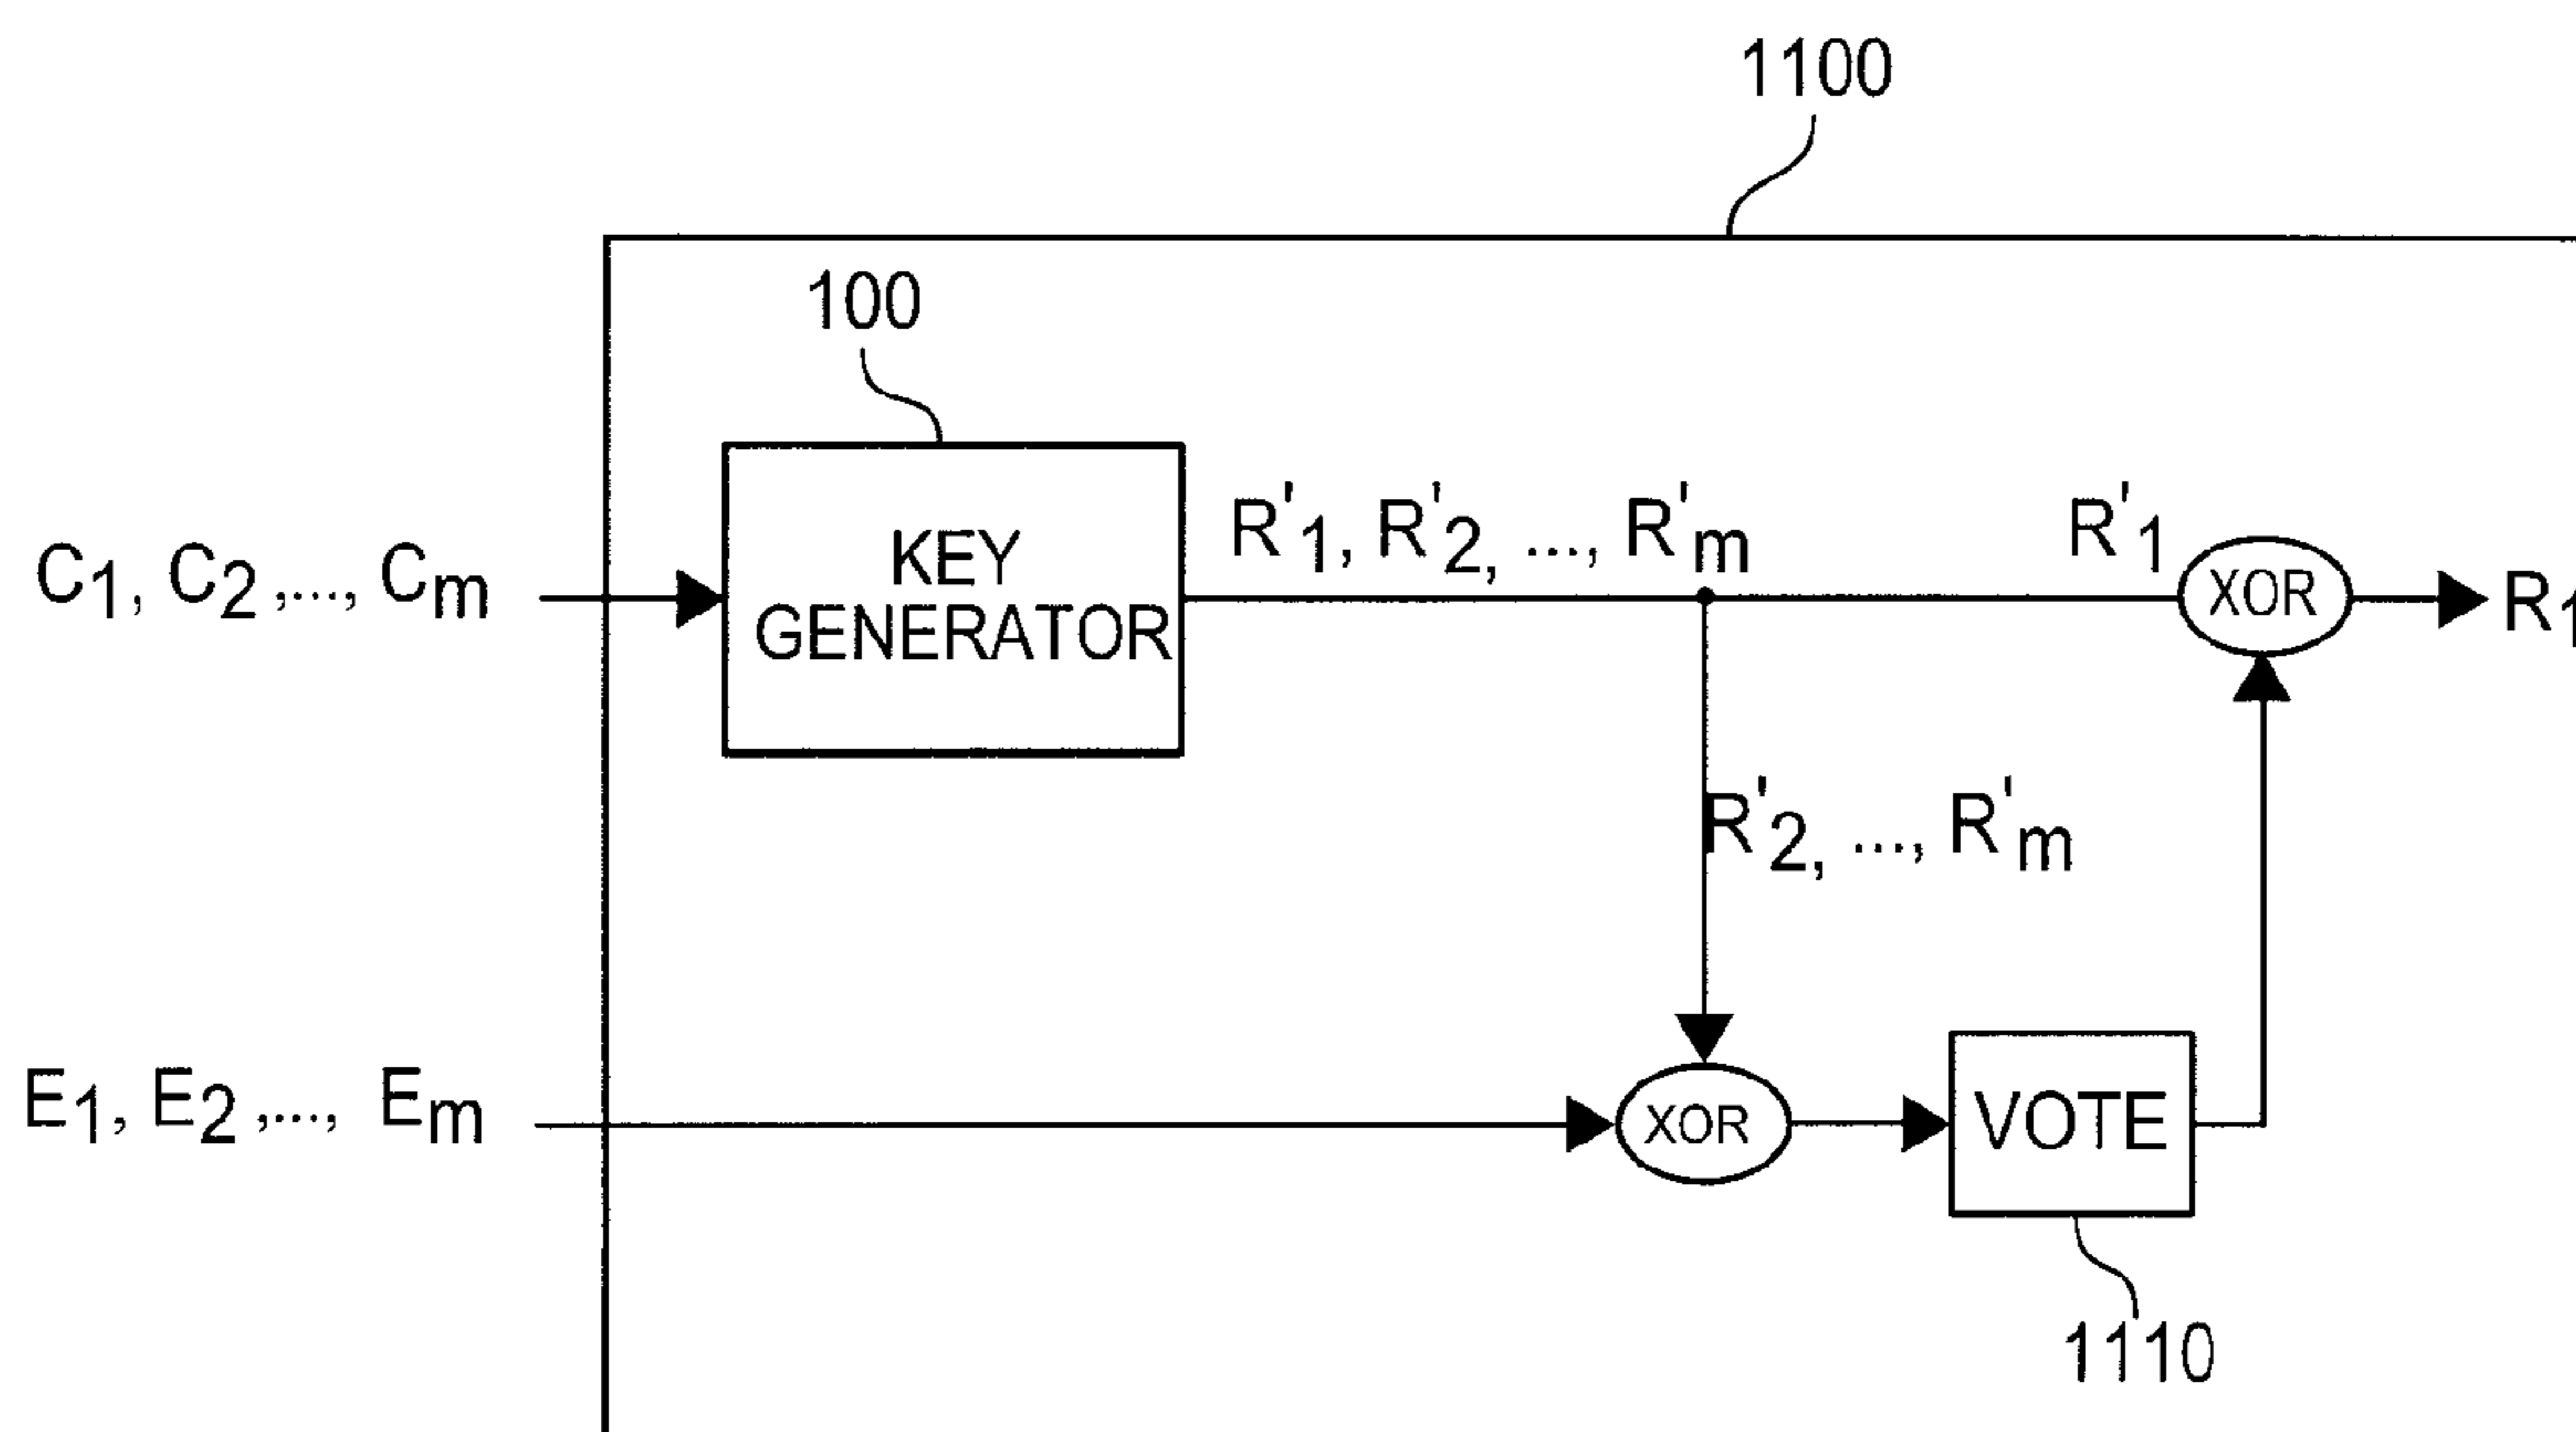 1100
100
KEY
GENERATOR
C1, C2 ,..., Cm
R'1, R'2, ..., R'm
R'1
XOR
R1
R'2, ..., R'm
E1, E2 ,..., Em
XOR
VOTE
1110